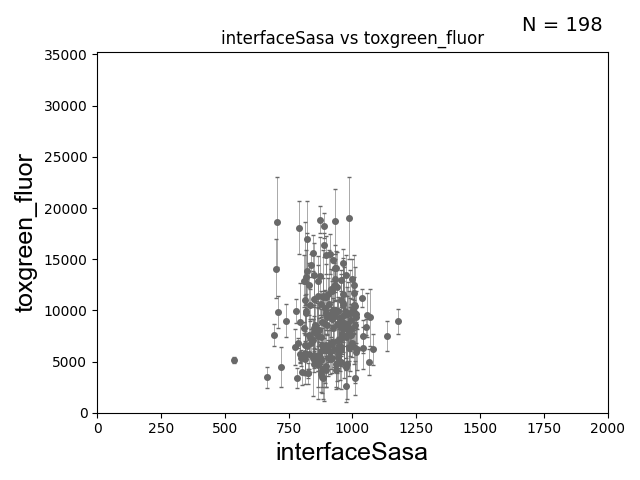 N = 198
interfaceSasa vs toxgreen_fluor
35000
30000
25000
20000
15000
10000
5000
0
toxgreen_fluor
0 250 500 750 1000 1250 1500 1750 2000
interfaceSasa